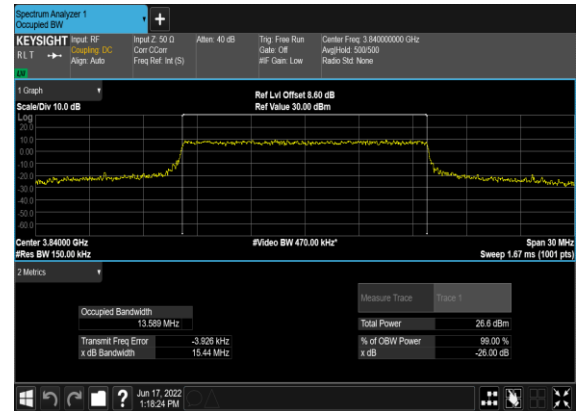 Spectrum Analyzer 1
Occupied BW
+
KEYSIGHT Input: RF Input Z: 50 Ω Atten: 40 dB Trig: Free Run Center Freq: 3.840000000 GHz
RLT Coupling: DC Corr CCorr Gate: Off Avg|Hold: 500/500
Align: Auto Freq Ref: Int (S) #IF Gain: Low Radio Std: None
1 Graph
Ref Lvl Offset 8.60 dB
Scale/Div 10.0 dB Ref Value 30.00 dBm
Log
20.0
10.0
0.00
-10.0
-20.0
-30.0
-40.0
-50.0
-60.0
Center 3.84000 GHz #Video BW 470.00 kHz* Span 30 MHz
#Res BW 150.00 kHz Sweep 1.67 ms (1001 pts)
2 Metrics
Measure Trace Trace 1
Occupied Bandwidth
13.589 MHz Total Power 26.6 dBm
Transmit Freq Error -3.926 kHz % of OBW Power 99.00 %
x dB Bandwidth 15.44 MHz x dB -26.00 dB
? Jun 17, 2022
1:18:24 PM